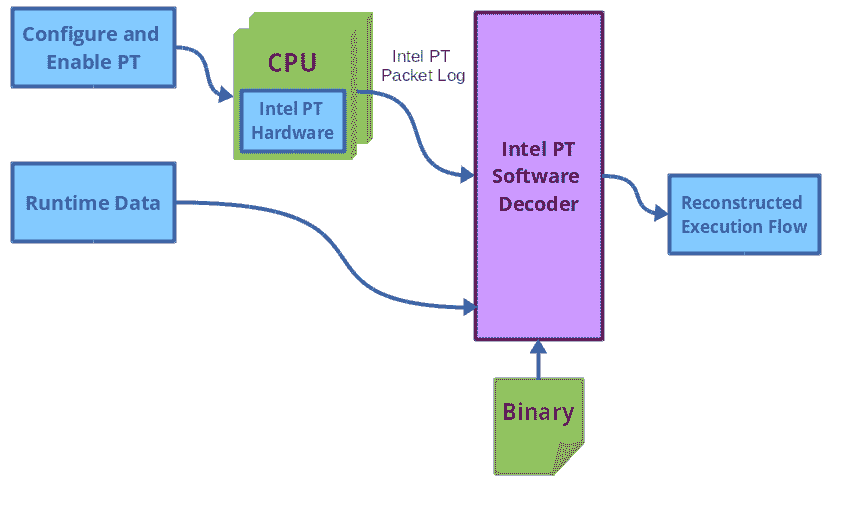 Configure and
Enable PT
CPU
Intel PT
Hardware
Intel PT
Packet Log
Runtime Data
Intel PT
Software
Decoder
Reconstructed
Execution Flow
Binary